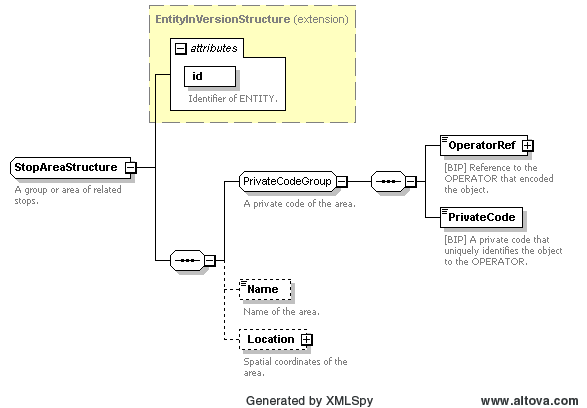 EntityInVersionStructure (extension)
attributes
id
Identifier of ENTITY.
StopAreaStructure
A group or area of related
stops.
PrivateCodeGroup
A private code of the area.
OperatorRef
[BIP] Reference to the
OPERATOR that encoded
the object.
PrivateCode
[BIP] A private code that
uniquely identifies the object
to the OPERATOR.
Name
Name of the area.
Location
Spatial coordinates of the
area.
Generated by XMLSpy
www.altova.com